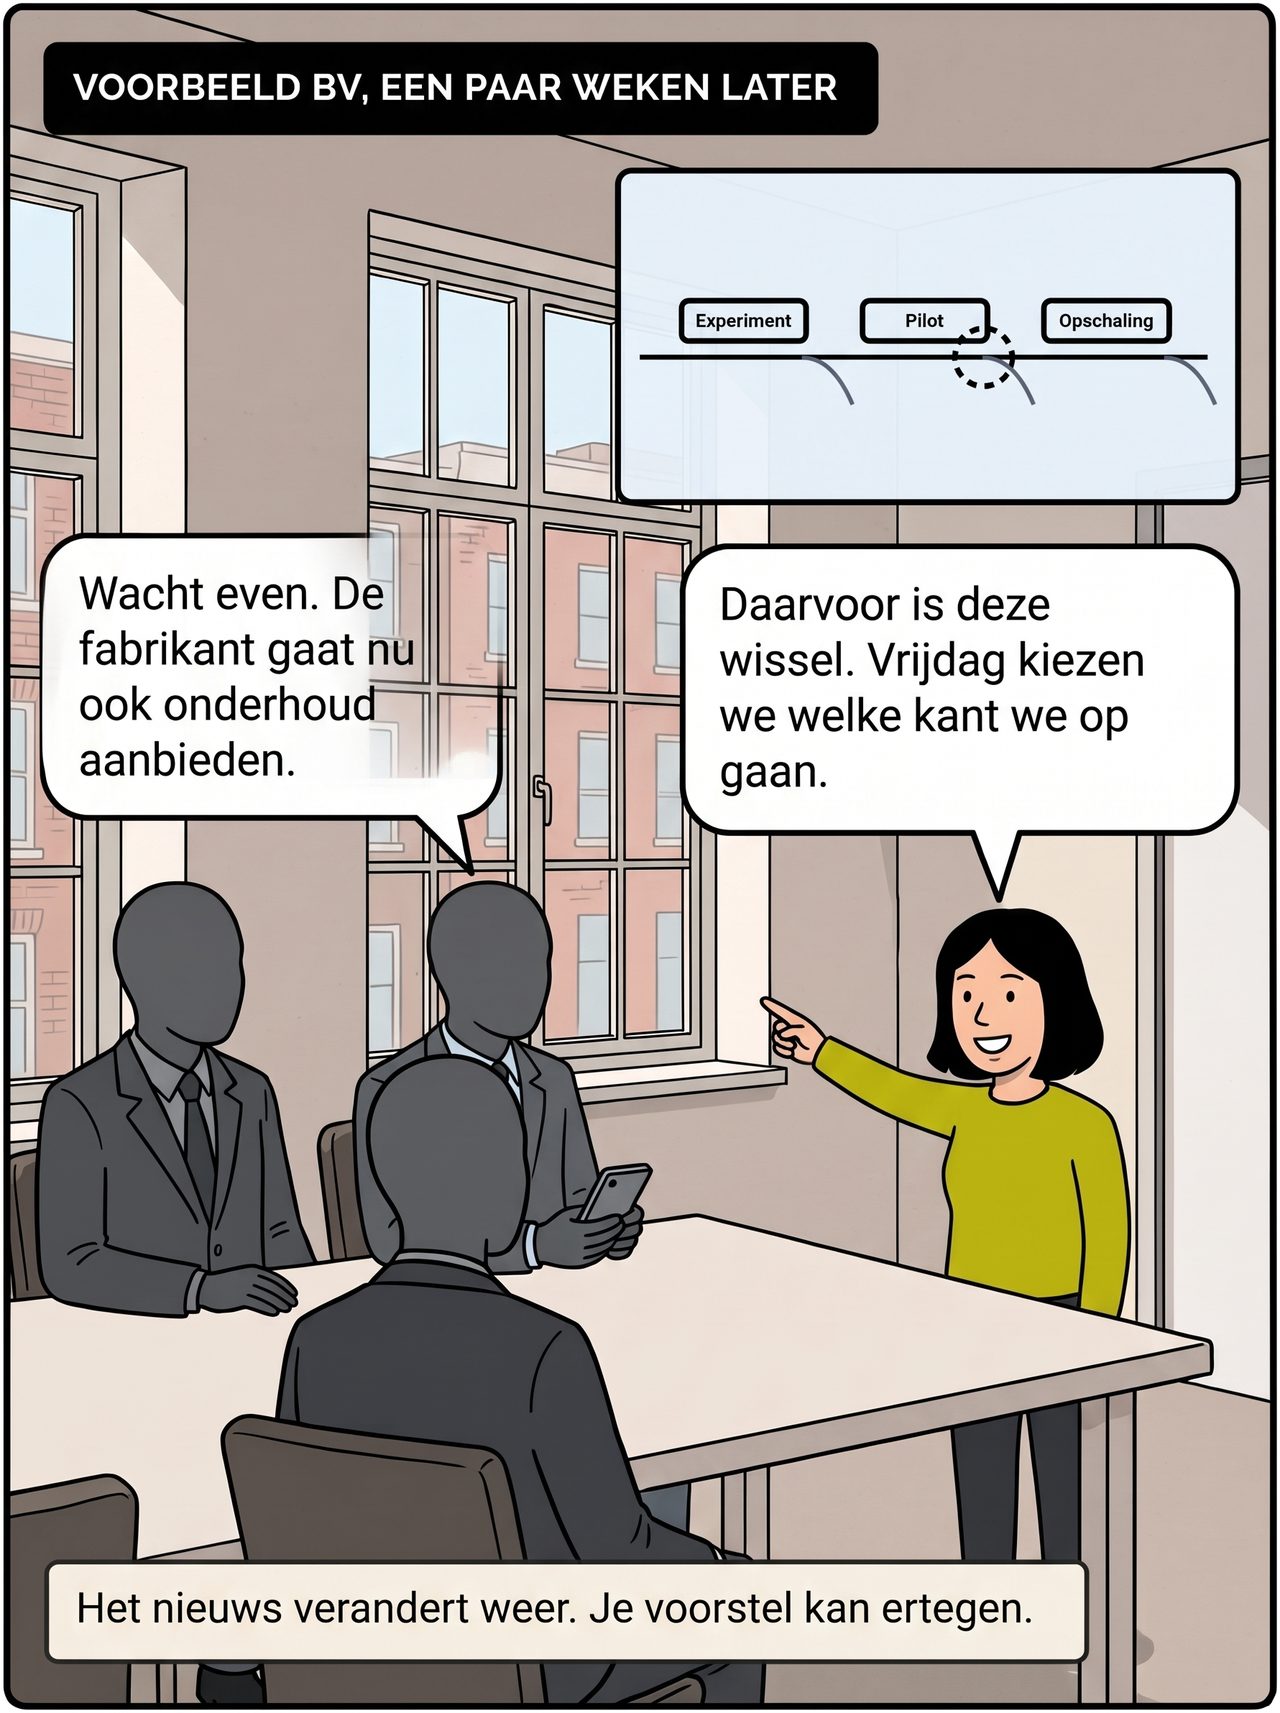 VOORBEELD BV, EEN PAAR WEKEN LATER
Experiment
Pilot
Opschaling
Wacht even. De
fabrikant gaat nu
ook onderhoud
aanbieden.
Daarvoor is deze
wissel. Vrijdag kiezen
we welke kant we op
gaan.
Het nieuws verandert weer. Je voorstel kan ertegen.